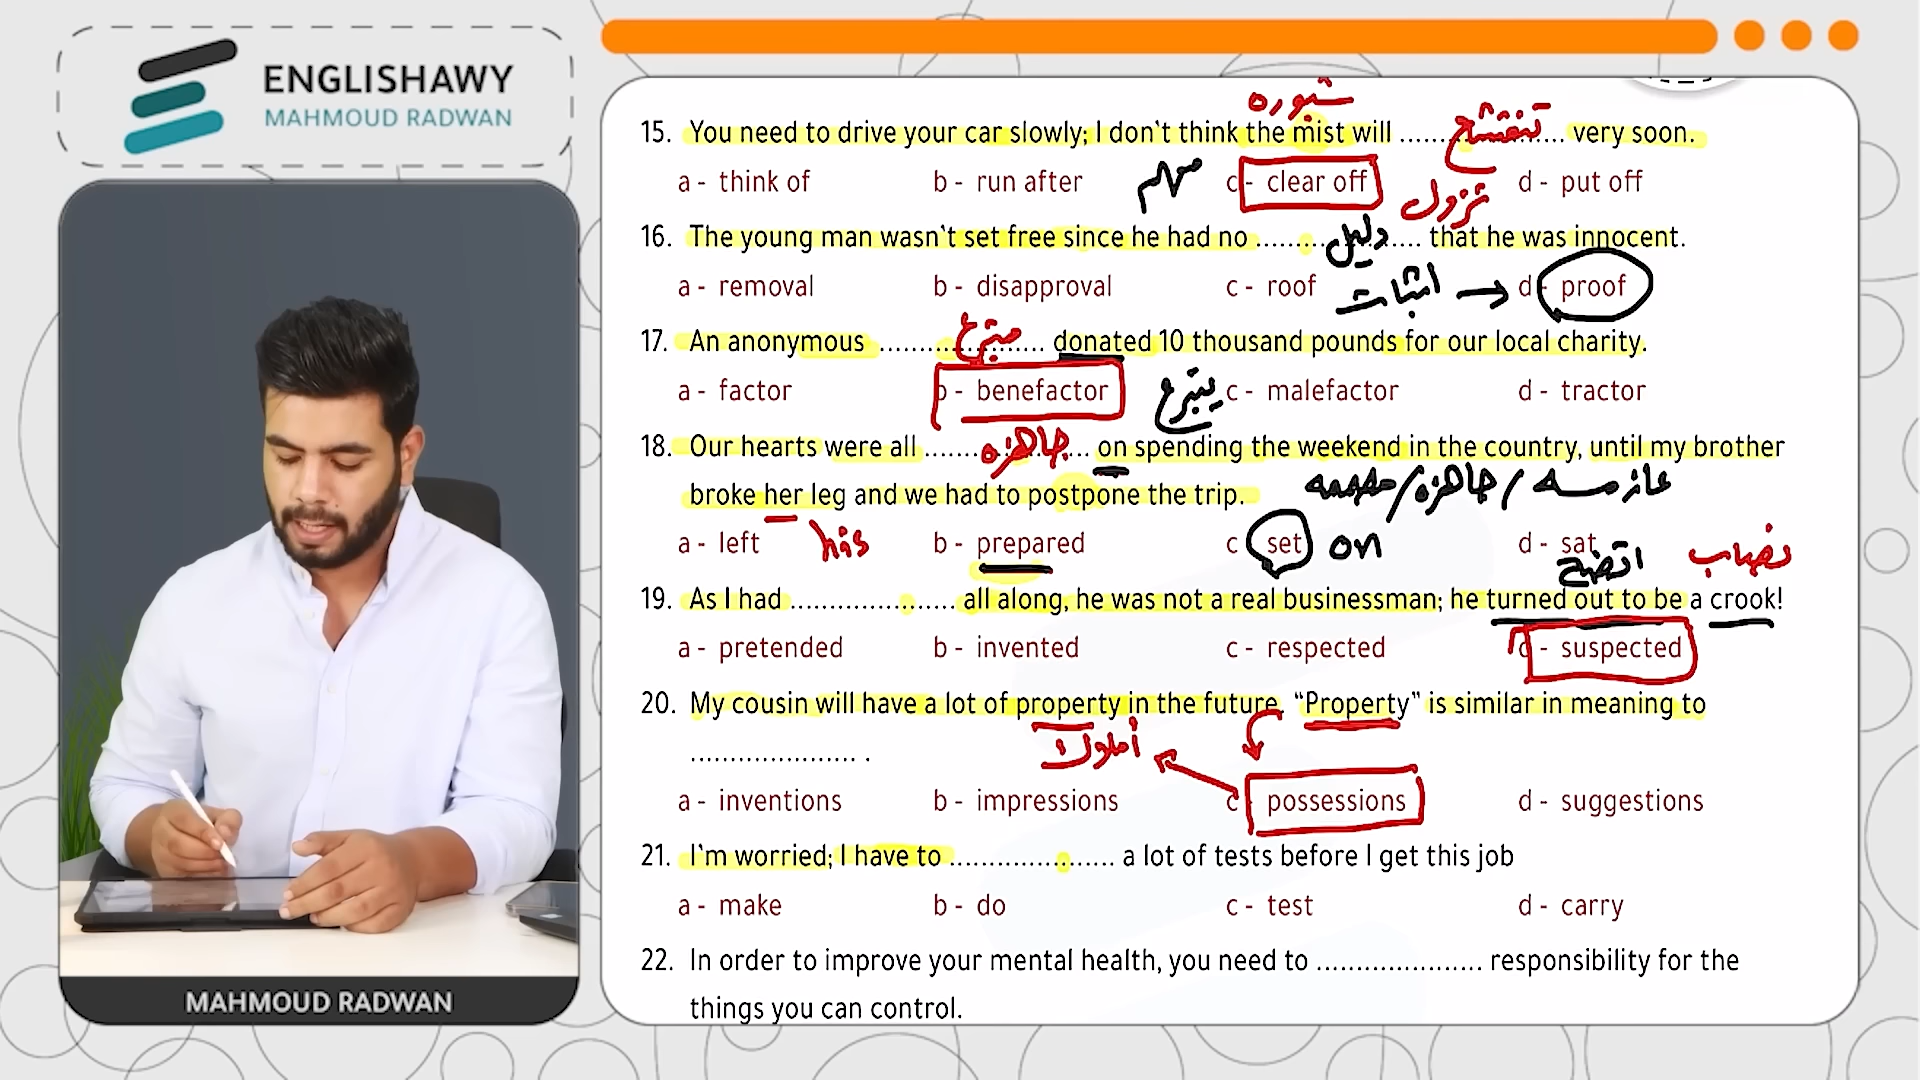 ENGLISHAWY
MAHMOUD RADWAN
شبوره
15. You need to drive your car slowly; I don't think the mist will ..................... very soon.
تنقشع
a - think of b - run after c - clear off d - put off
مهم
تزول
16. The young man wasn't set free since he had no ..................... that he was innocent.
دليل
a - removal b - disapproval c - roof d - proof
اثبات
17. An anonymous ..................... donated 10 thousand pounds for our local charity.
متبرع
a - factor b - benefactor c - malefactor d - tractor
يتبرع
18. Our hearts were all ..................... on spending the weekend in the country, until my brother
جاهزه
broke her leg and we had to postpone the trip.
عازمه / جاهزه / مصممه
a - left b - prepared c set d - sat
his
on
اتضح
نصاب
19. As I had ..................... all along, he was not a real businessman; he turned out to be a crook!
a - pretended b - invented c - respected d - suspected
20. My cousin will have a lot of property in the future. “Property” is similar in meaning to
..................... .
أملاك
a - inventions b - impressions c - possessions d - suggestions
21. I'm worried; I have to ..................... a lot of tests before I get this job
a - make b - do c - test d - carry
22. In order to improve your mental health, you need to ..................... responsibility for the
things you can control.
MAHMOUD RADWAN